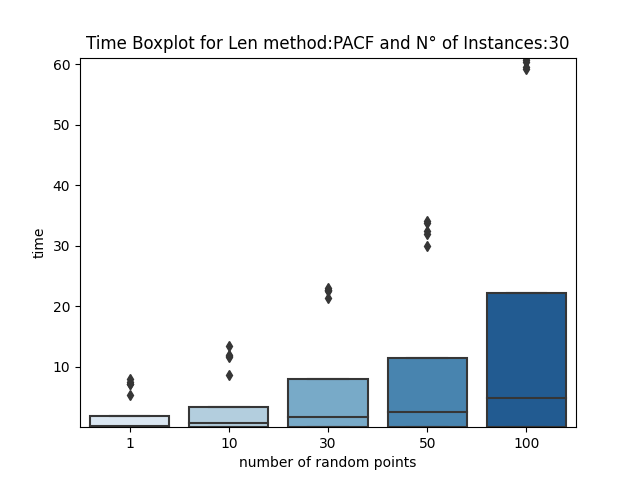 Time Boxplot for Len method:PACF and N° of Instances:30
60
50
40
30
20
10
time
1 10 30 50 100
number of random points